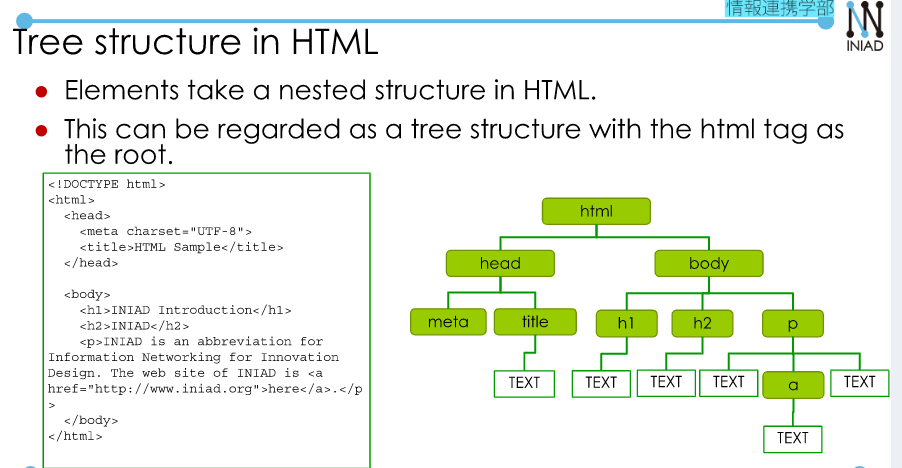 情報連携学部
INIAD
Tree structure in HTML
Elements take a nested structure in HTML.
This can be regarded as a tree structure with the html tag as
the root.
<!DOCTYPE html>
<html>
<head>
<meta charset="UTF-8">
<title>HTML Sample</title>
</head>
<body>
<h1>INIAD Introduction</h1>
<h2>INIAD</h2>
<p>INIAD is an abbreviation for
Information Networking for Innovation
Design. The web site of INIAD is <a
href="http://www.iniad.org">here</a>.</p
>
</body>
</html>
html
head body
meta title h1 h2 p
TEXT TEXT TEXT TEXT a TEXT
TEXT